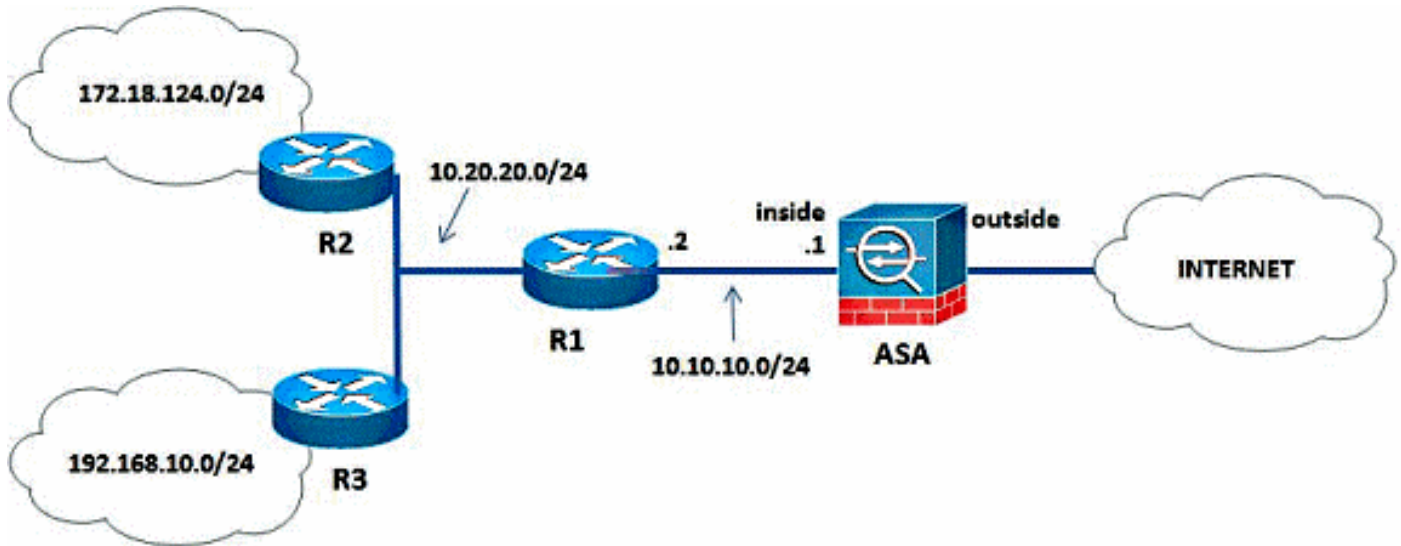 172.18.124.0/24
10.20.20.0/24
R2
inside
outside
.2
.1
INTERNET
R1
ASA
10.10.10.0/24
192.168.10.0/24
R3